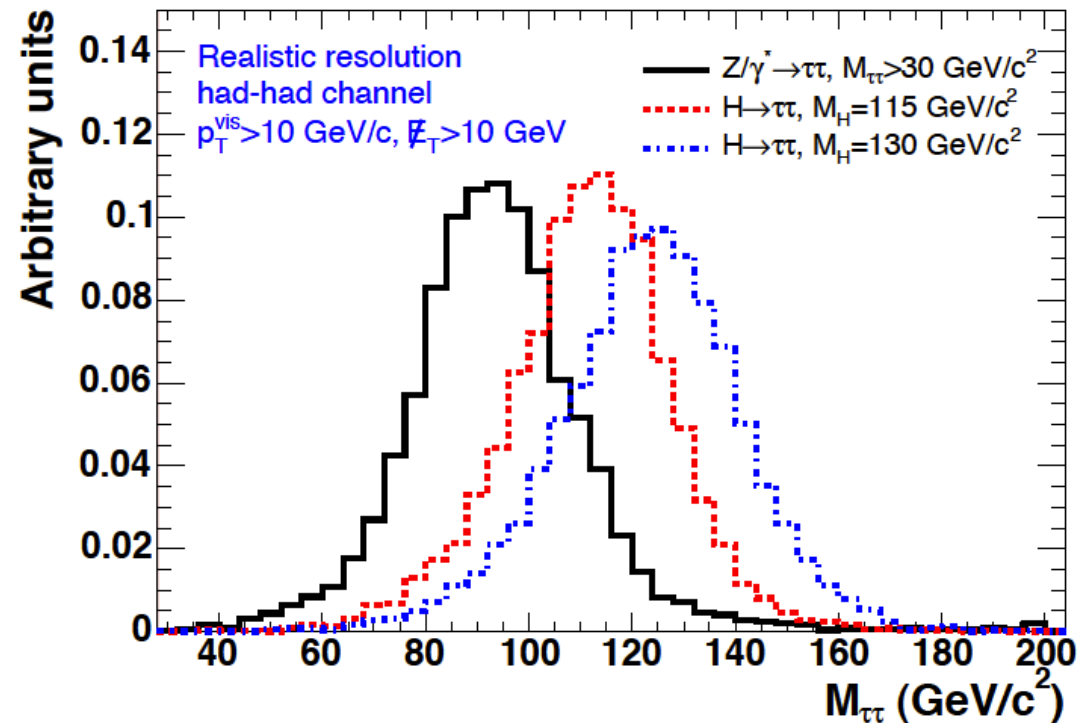 Arbitrary units
0.14
0.12
0.1
0.08
0.06
0.04
0.02
0
Realistic resolution
had-had channel
p_T^vis>10 GeV/c, E̸_T>10 GeV
Z/γ*→ττ, M_ττ>30 GeV/c²
H→ττ, M_H=115 GeV/c²
H→ττ, M_H=130 GeV/c²
40 60 80 100 120 140 160 180 200
M_ττ (GeV/c²)